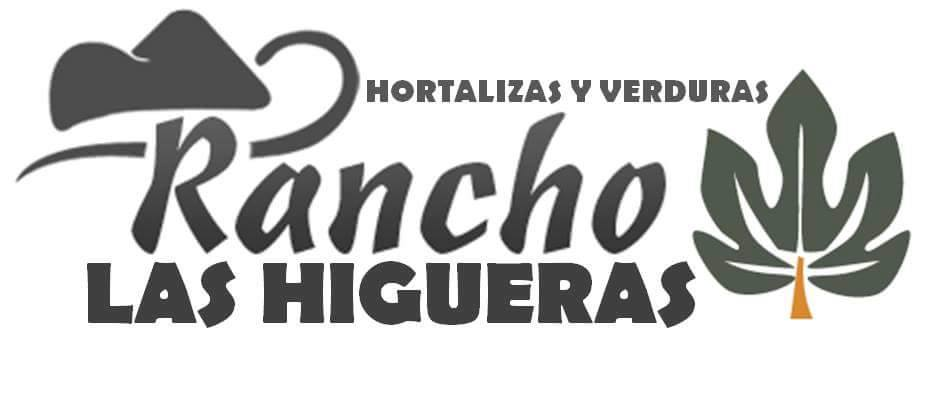 HORTALIZAS Y VERDURAS
Rancho
LAS HIGUERAS